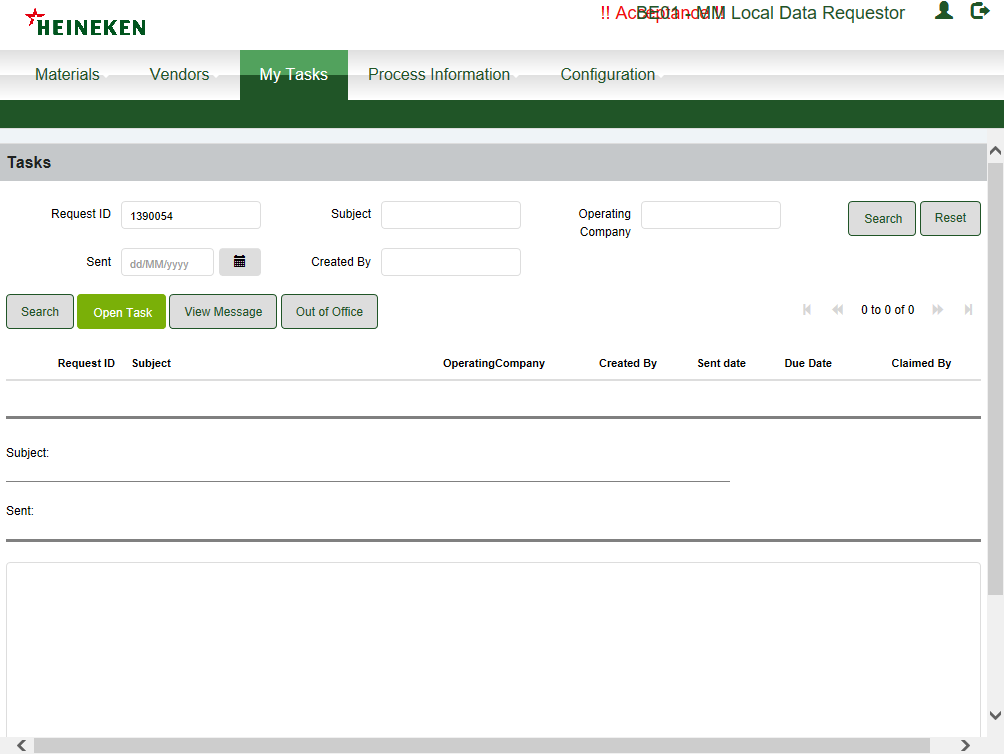 HEINEKEN
!! Acceptance !!
BE01 - MM Local Data Requestor
Materials Vendors My Tasks Process Information Configuration
Tasks
Request ID 1390054 Subject Operating Company Search Reset
Sent dd/MM/yyyy Created By
Search Open Task View Message Out of Office 0 to 0 of 0
Request ID Subject OperatingCompany Created By Sent date Due Date Claimed By
Subject:
Sent: